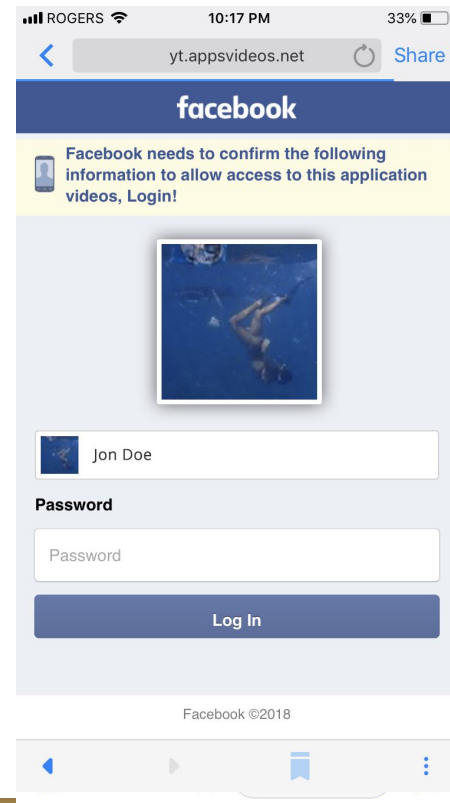 ROGERS 10:17 PM 33%
yt.appsvideos.net Share
facebook
Facebook needs to confirm the following
information to allow access to this application
videos, Login!
Jon Doe
Password
Password
Log In
Facebook ©2018